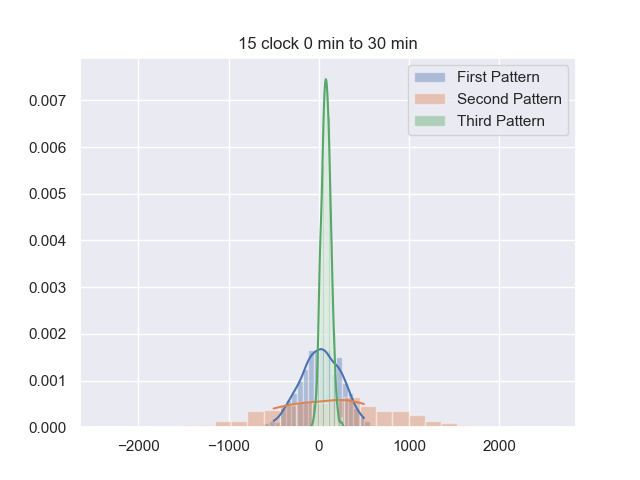 15 clock 0 min to 30 min
First Pattern
Second Pattern
Third Pattern
0.007
0.006
0.005
0.004
0.003
0.002
0.001
0.000
−2000 −1000 0 1000 2000